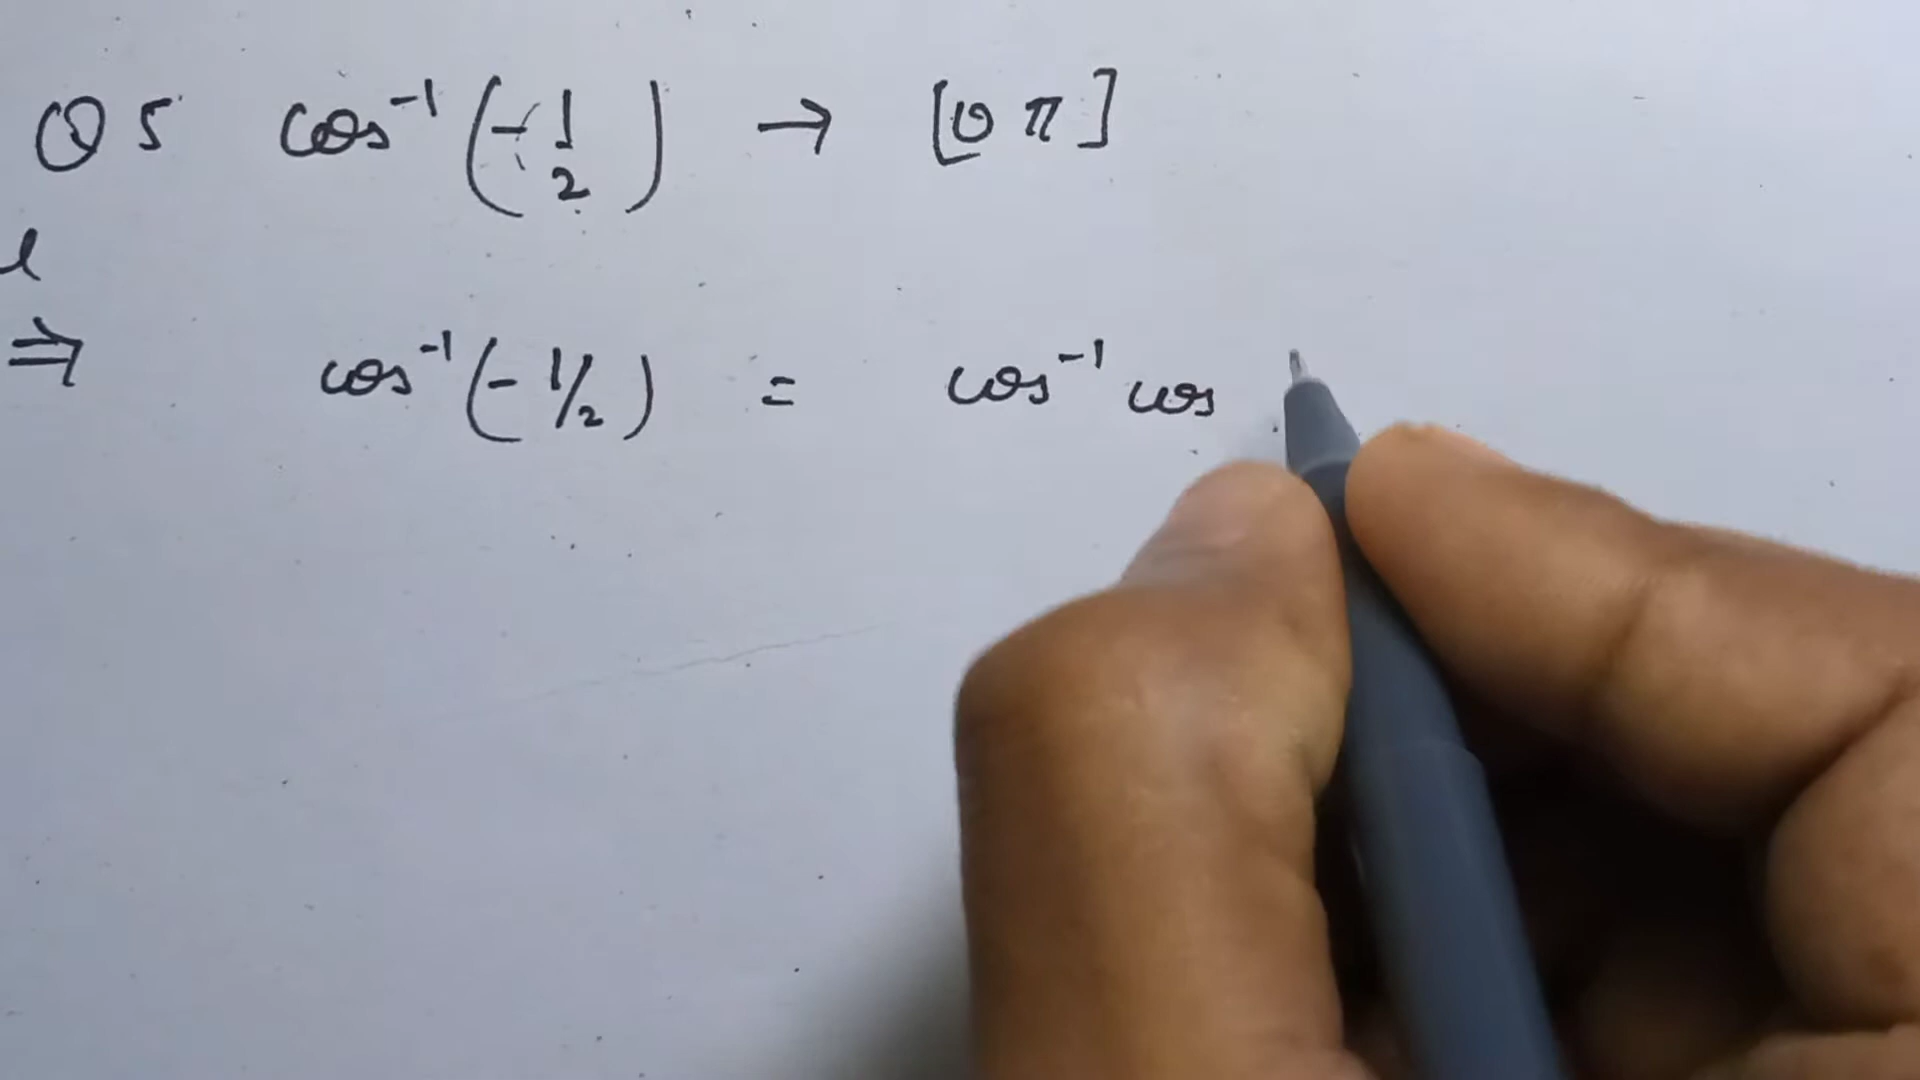 Q 5 cos⁻¹ (-1/2) → [0 π]
⇒ cos⁻¹ (-1/2) = cos⁻¹ cos